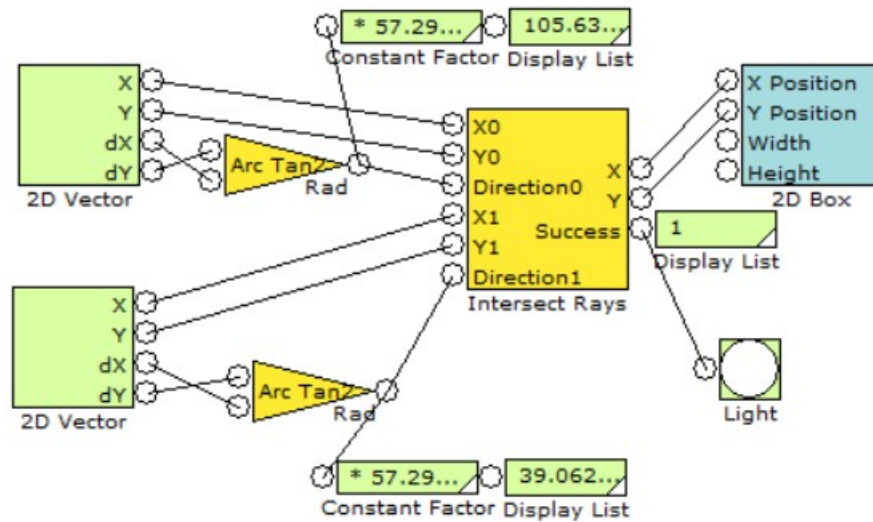 * 57.29...
105.63...
Constant Factor
Display List
X
Y
dX
dY
2D Vector
Arc Tan2
Rad
X0
Y0
Direction0
X1
Y1
Direction1
X
Y
Success
Intersect Rays
X Position
Y Position
Width
Height
2D Box
1
Display List
X
Y
dX
dY
2D Vector
Arc Tan2
Rad
Light
* 57.29...
39.062...
Constant Factor
Display List